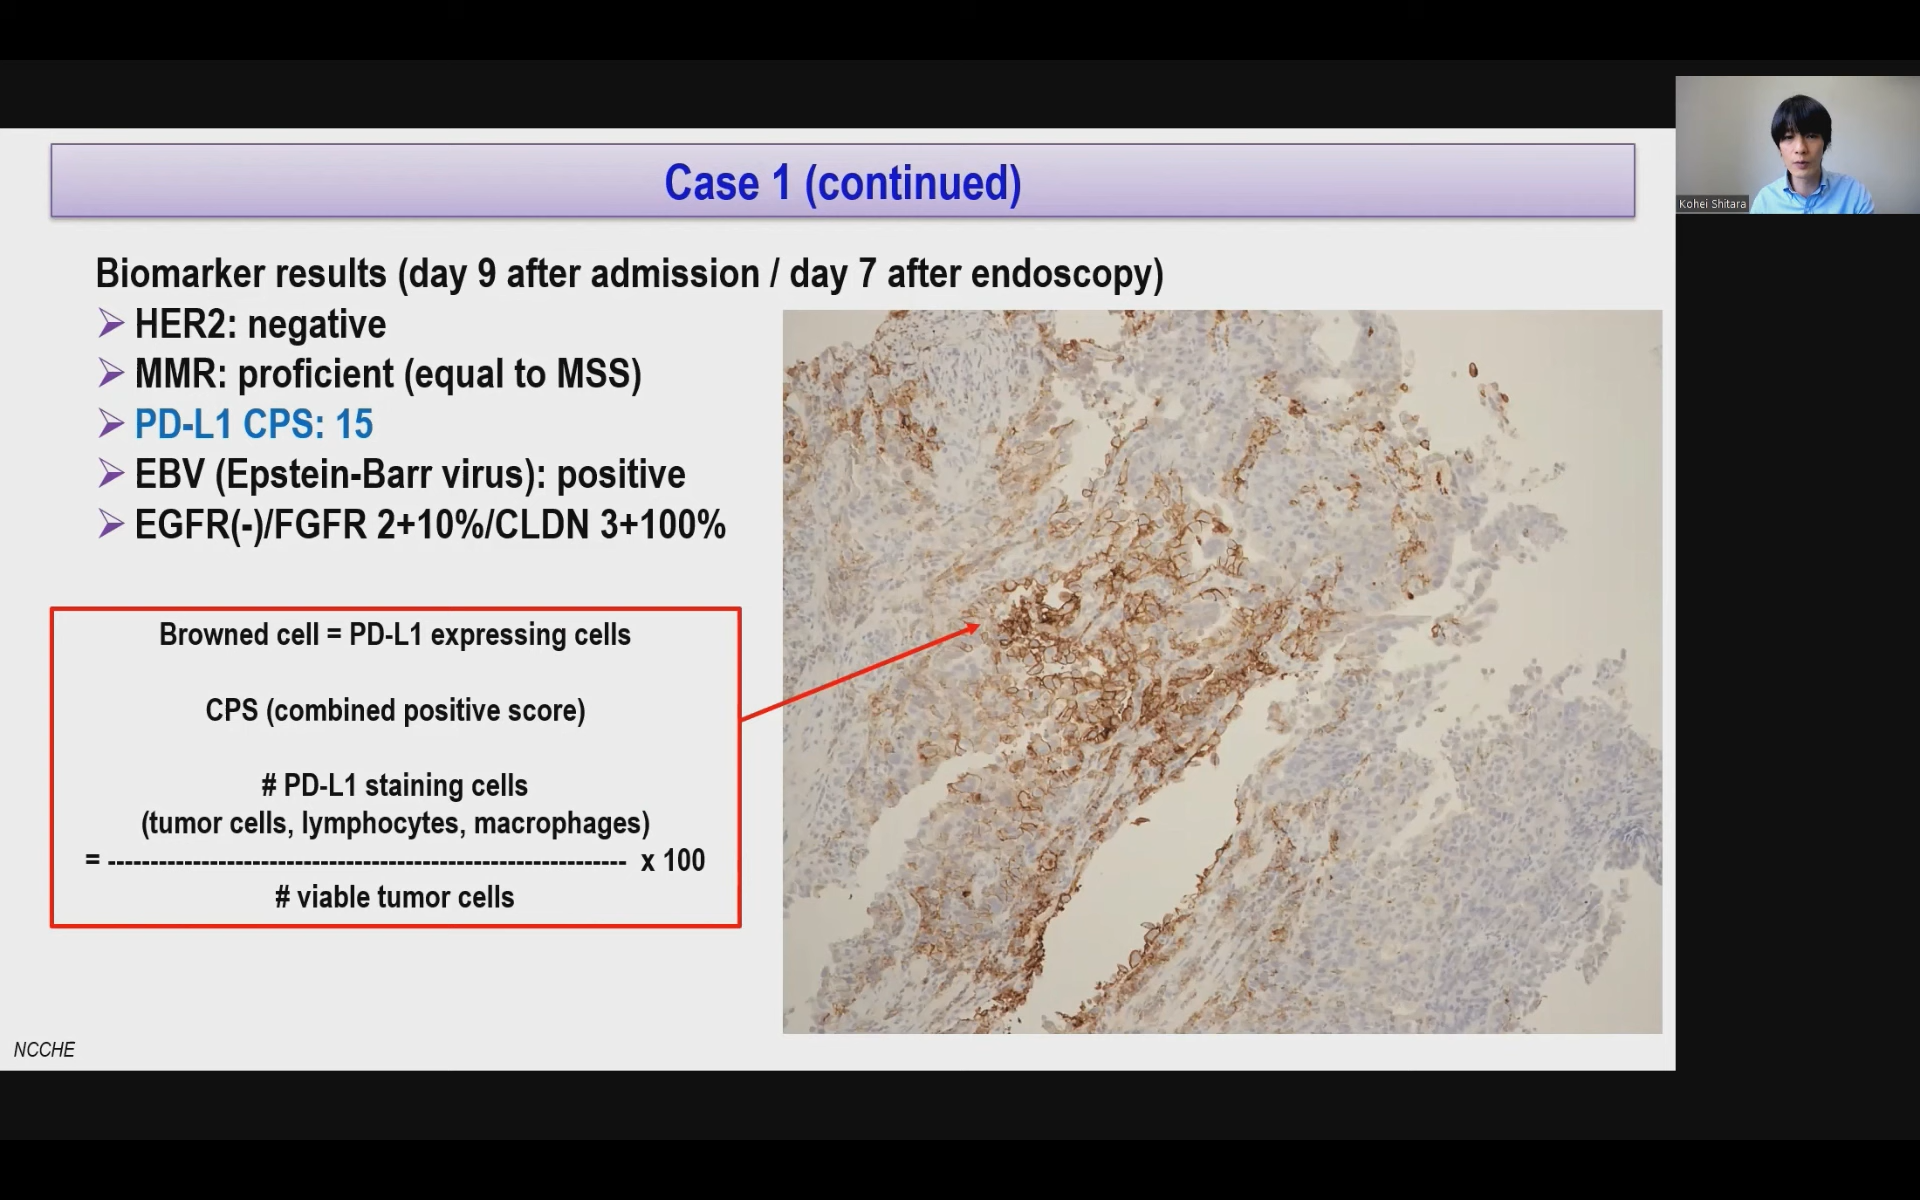 Case 1 (continued)
Kohei Shitara
Biomarker results (day 9 after admission / day 7 after endoscopy)
HER2: negative
MMR: proficient (equal to MSS)
PD-L1 CPS: 15
EBV (Epstein-Barr virus): positive
EGFR(-)/FGFR 2+10%/CLDN 3+100%
Browned cell = PD-L1 expressing cells
CPS (combined positive score)
# PD-L1 staining cells
(tumor cells, lymphocytes, macrophages)
= ------------------------------------------------------------- x 100
# viable tumor cells
NCCHE